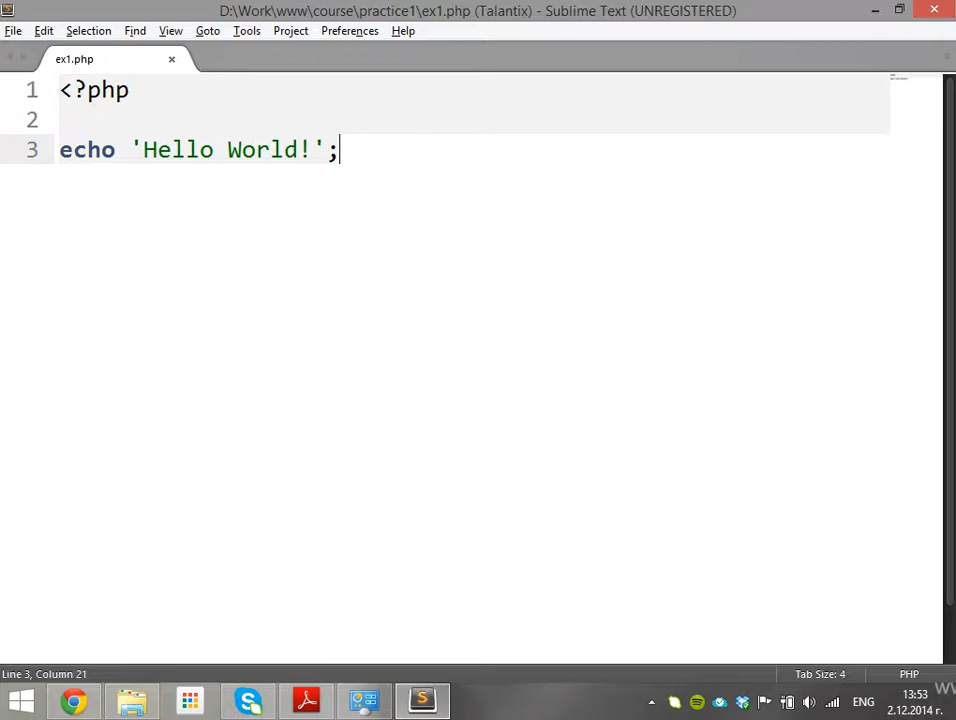 D:\Work\www\course\practice1\ex1.php (Talantix) - Sublime Text (UNREGISTERED)
File Edit Selection Find View Goto Tools Project Preferences Help
ex1.php
1 <?php
2
3 echo 'Hello World!';
Line 3, Column 21
Tab Size: 4
PHP
ЕНГ
13:53
2.12.2014 г.